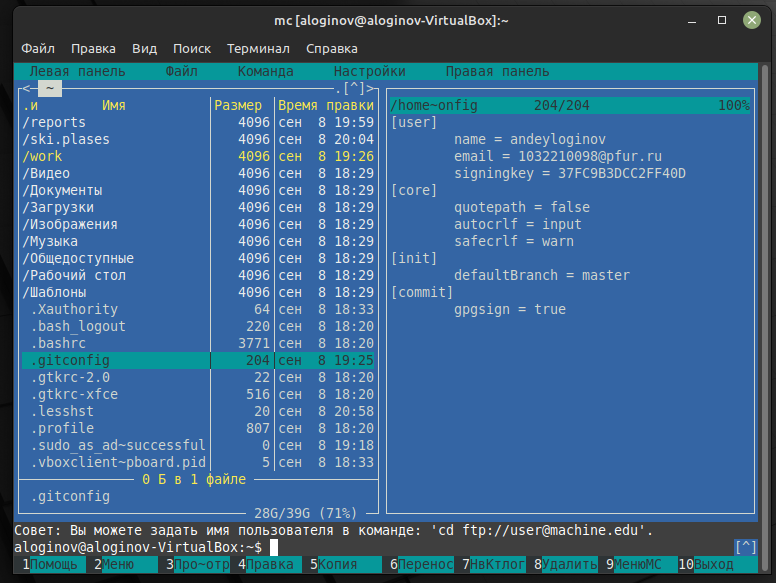 mc [aloginov@aloginov-VirtualBox]:~
Файл Правка Вид Поиск Терминал Справка
Левая панель Файл Команда Настройки Правая панель
<─ ~ .[^]>
.и Имя Размер Время правки
/reports 4096 сен 8 19:59
/ski.plases 4096 сен 8 20:04
/work 4096 сен 8 19:26
/Видео 4096 сен 8 18:29
/Документы 4096 сен 8 18:29
/Загрузки 4096 сен 8 18:29
/Изображения 4096 сен 8 18:29
/Музыка 4096 сен 8 18:29
/Общедоступные 4096 сен 8 18:29
/Рабочий стол 4096 сен 8 18:29
/Шаблоны 4096 сен 8 18:29
.Xauthority 64 сен 8 18:33
.bash_logout 220 сен 8 18:20
.bashrc 3771 сен 8 18:20
.gitconfig 204 сен 8 19:25
.gtkrc-2.0 22 сен 8 18:20
.gtkrc-xfce 516 сен 8 18:20
.lesshst 20 сен 8 20:58
.profile 807 сен 8 18:20
.sudo_as_ad~successful 0 сен 8 19:18
.vboxclient~pboard.pid 5 сен 8 18:33
0 Б в 1 файле
.gitconfig
28G/39G (71%)
/home~onfig 204/204 100%
[user]
name = andeyloginov
email = 1032210098@pfur.ru
signingkey = 37FC9B3DCC2FF40D
[core]
quotepath = false
autocrlf = input
safecrlf = warn
[init]
defaultBranch = master
[commit]
gpgsign = true
Совет: Вы можете задать имя пользователя в команде: 'cd ftp://user@machine.edu'.
aloginov@aloginov-VirtualBox:~$ [^]
1Помощь 2Меню 3Про~отр 4Правка 5Копия 6Перенос 7НвКтлог 8Удалить 9МенюМС 10Выход